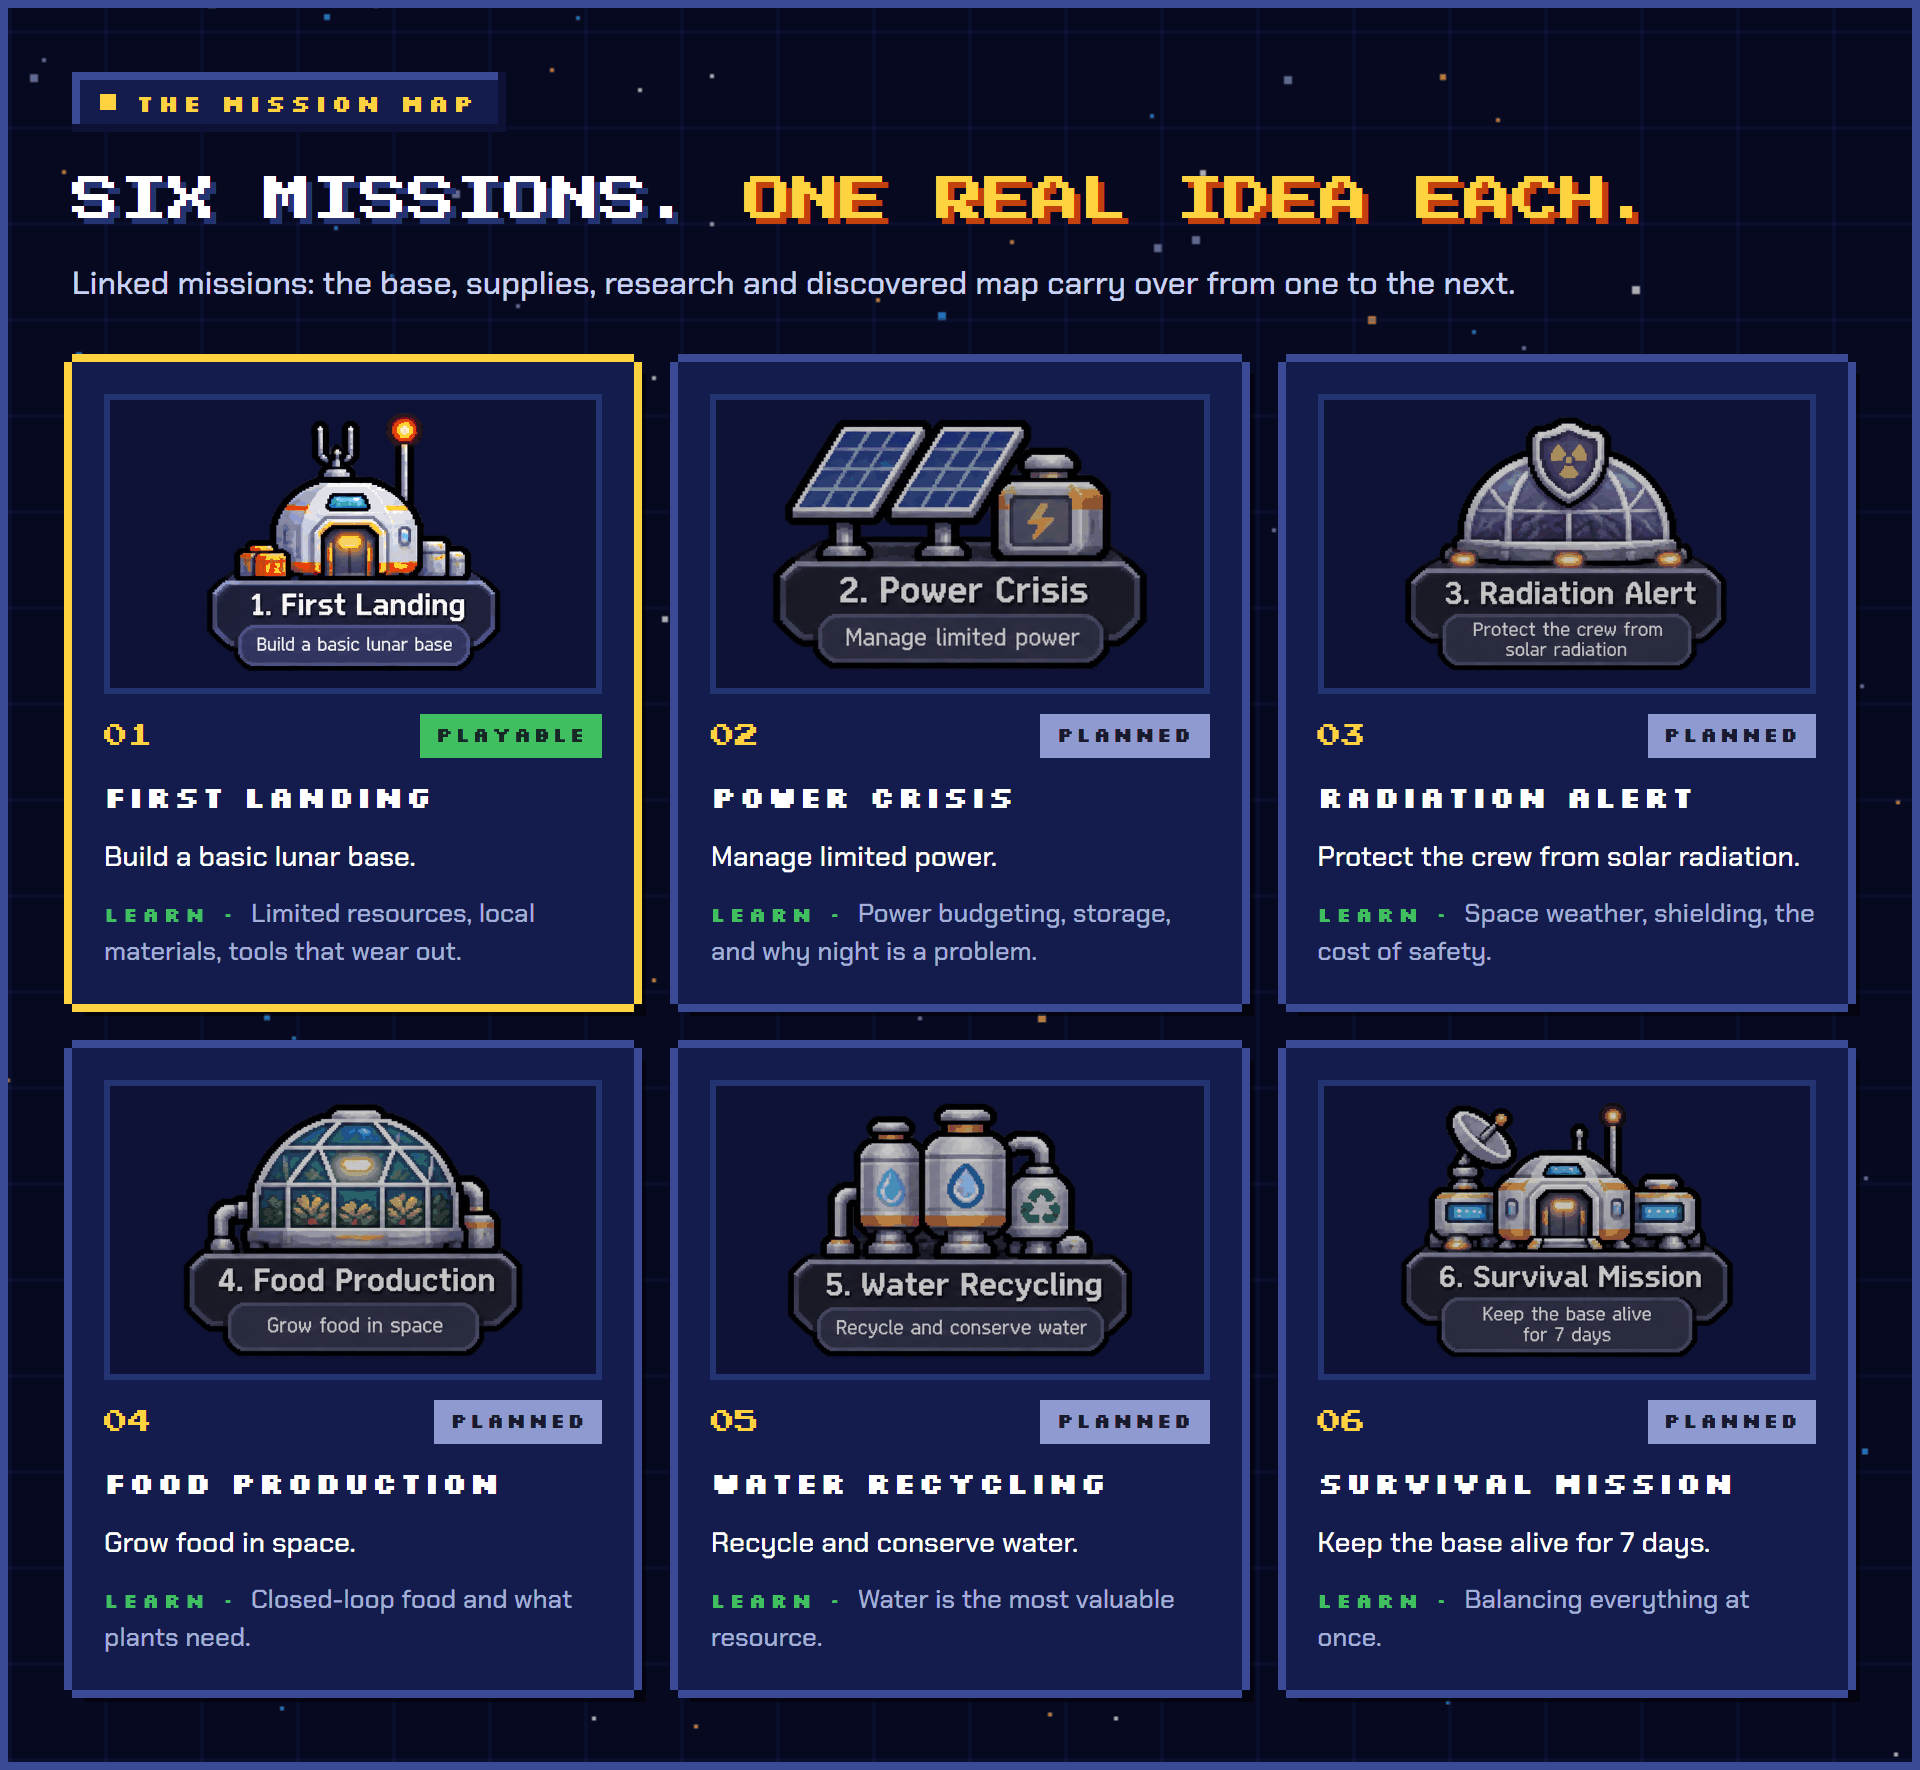 THE MISSION MAP
SIX MISSIONS. ONE REAL IDEA EACH.
Linked missions: the base, supplies, research and discovered map carry over from one to the next.
1. First Landing
Build a basic lunar base
01 PLAYABLE
FIRST LANDING
Build a basic lunar base.
LEARN · Limited resources, local
materials, tools that wear out.
2. Power Crisis
Manage limited power
02 PLANNED
POWER CRISIS
Manage limited power.
LEARN · Power budgeting, storage,
and why night is a problem.
3. Radiation Alert
Protect the crew from
solar radiation
03 PLANNED
RADIATION ALERT
Protect the crew from solar radiation.
LEARN · Space weather, shielding, the
cost of safety.
4. Food Production
Grow food in space
04 PLANNED
FOOD PRODUCTION
Grow food in space.
LEARN · Closed-loop food and what
plants need.
5. Water Recycling
Recycle and conserve water
05 PLANNED
WATER RECYCLING
Recycle and conserve water.
LEARN · Water is the most valuable
resource.
6. Survival Mission
Keep the base alive
for 7 days
06 PLANNED
SURVIVAL MISSION
Keep the base alive for 7 days.
LEARN · Balancing everything at
once.